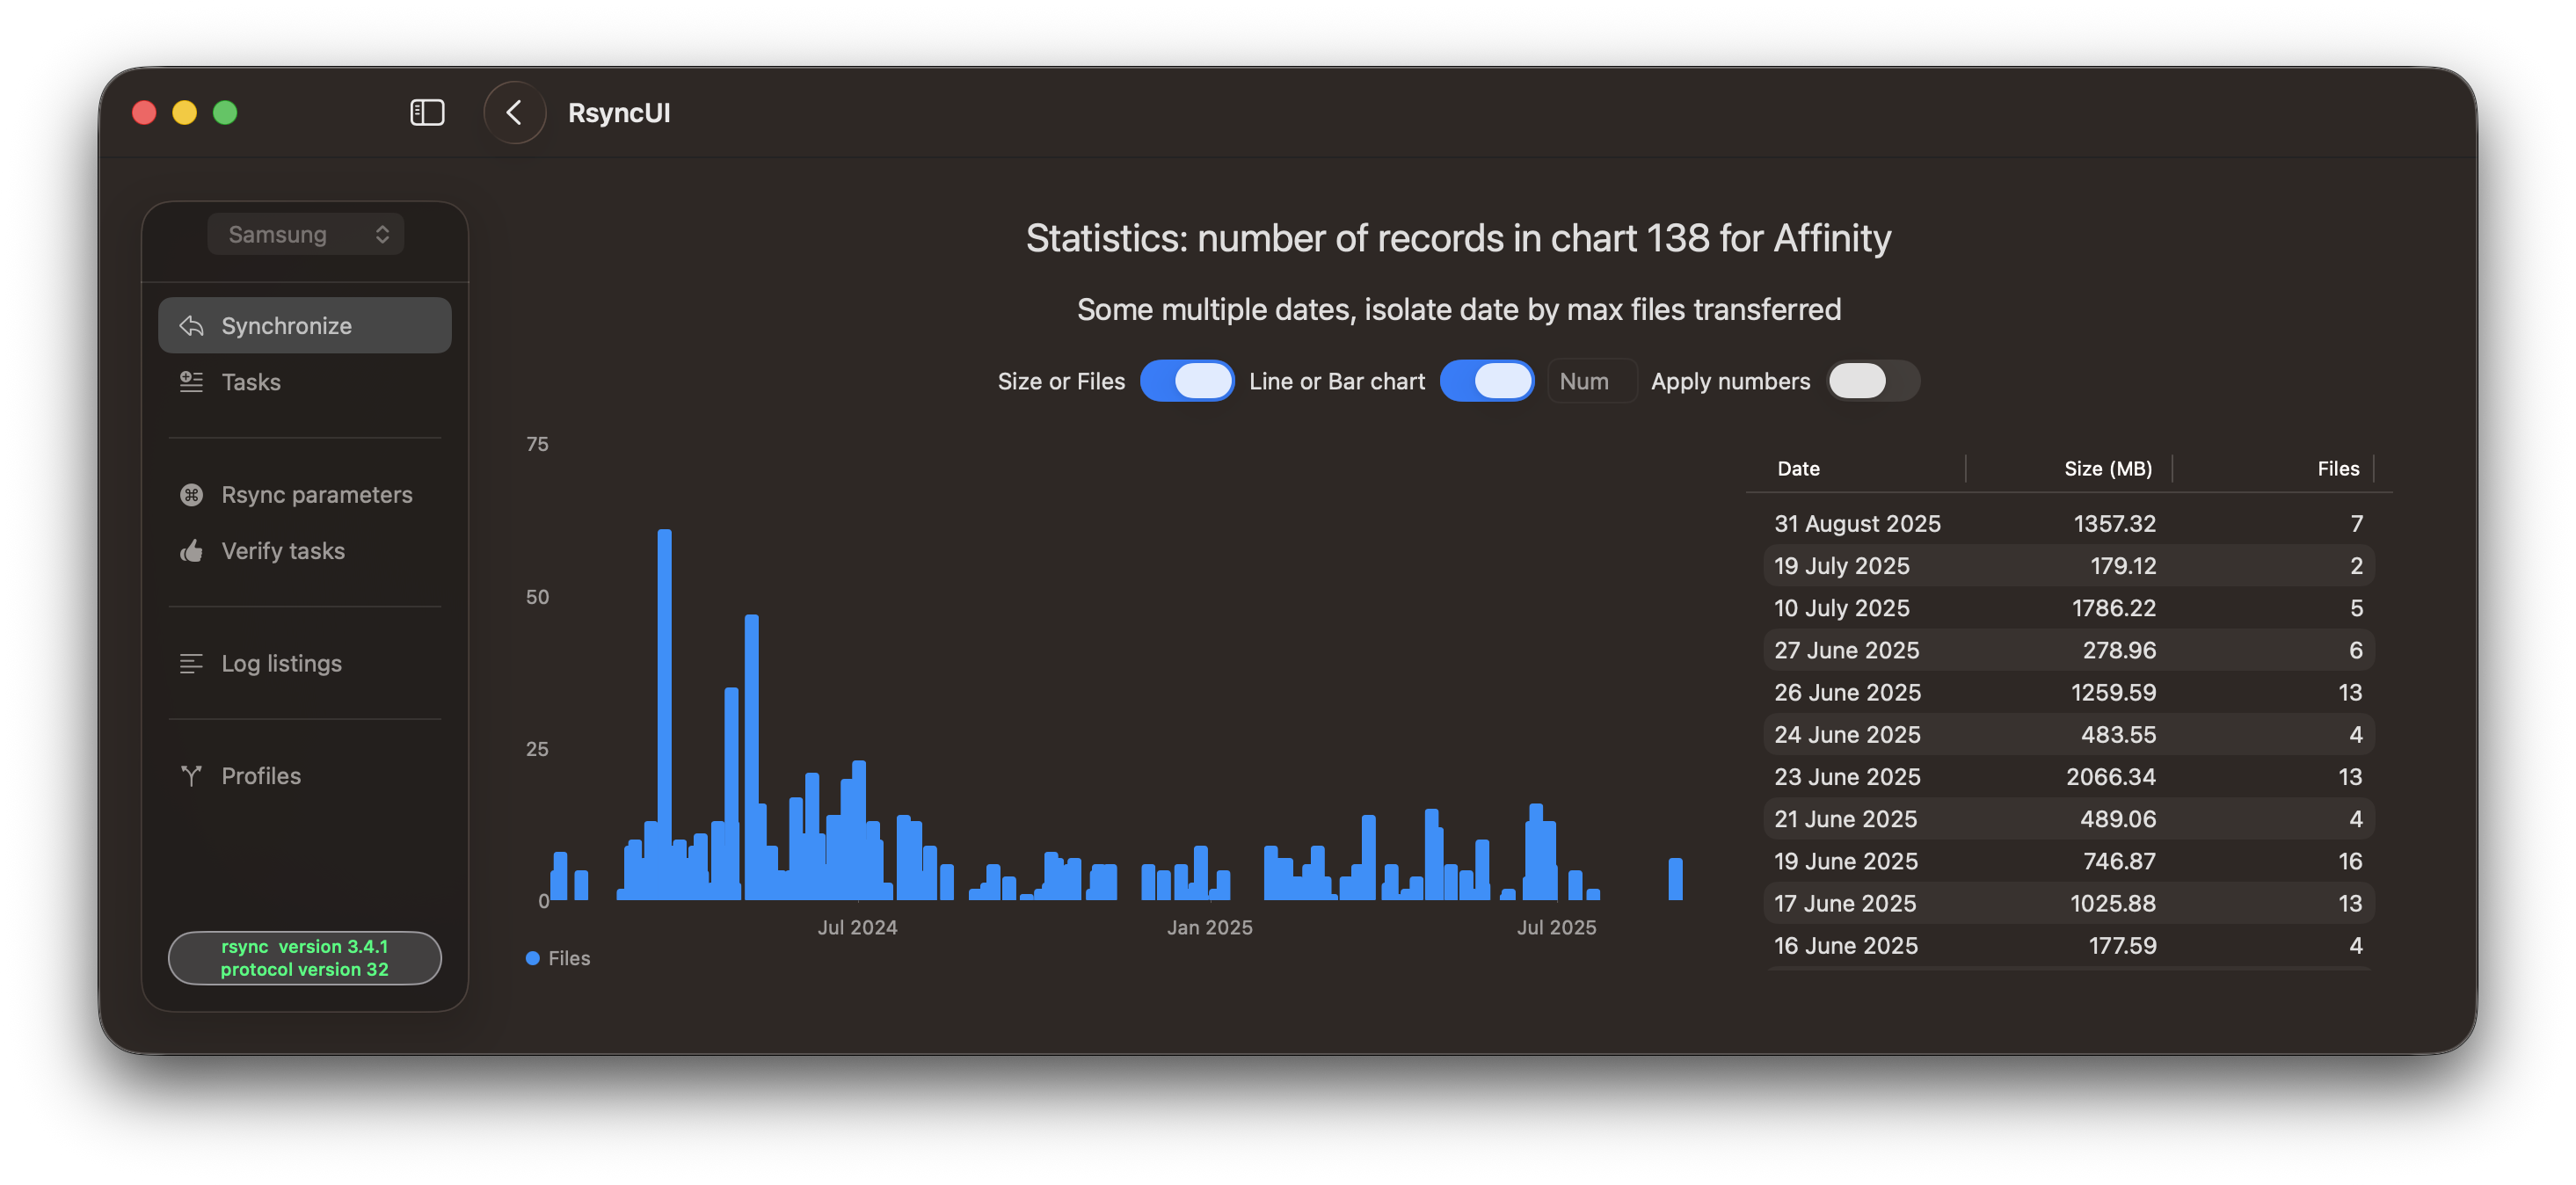 RsyncUI
Samsung
Synchronize
Tasks
Rsync parameters
Verify tasks
Log listings
Profiles
rsync  version 3.4.1
protocol version 32
Statistics: number of records in chart 138 for Affinity
Some multiple dates, isolate date by max files transferred
Size or Files Line or Bar chart Num Apply numbers
75
50
25
0
Jul 2024 Jan 2025 Jul 2025
Files
Date Size (MB) Files
31 August 2025 1357.32 7
19 July 2025 179.12 2
10 July 2025 1786.22 5
27 June 2025 278.96 6
26 June 2025 1259.59 13
24 June 2025 483.55 4
23 June 2025 2066.34 13
21 June 2025 489.06 4
19 June 2025 746.87 16
17 June 2025 1025.88 13
16 June 2025 177.59 4